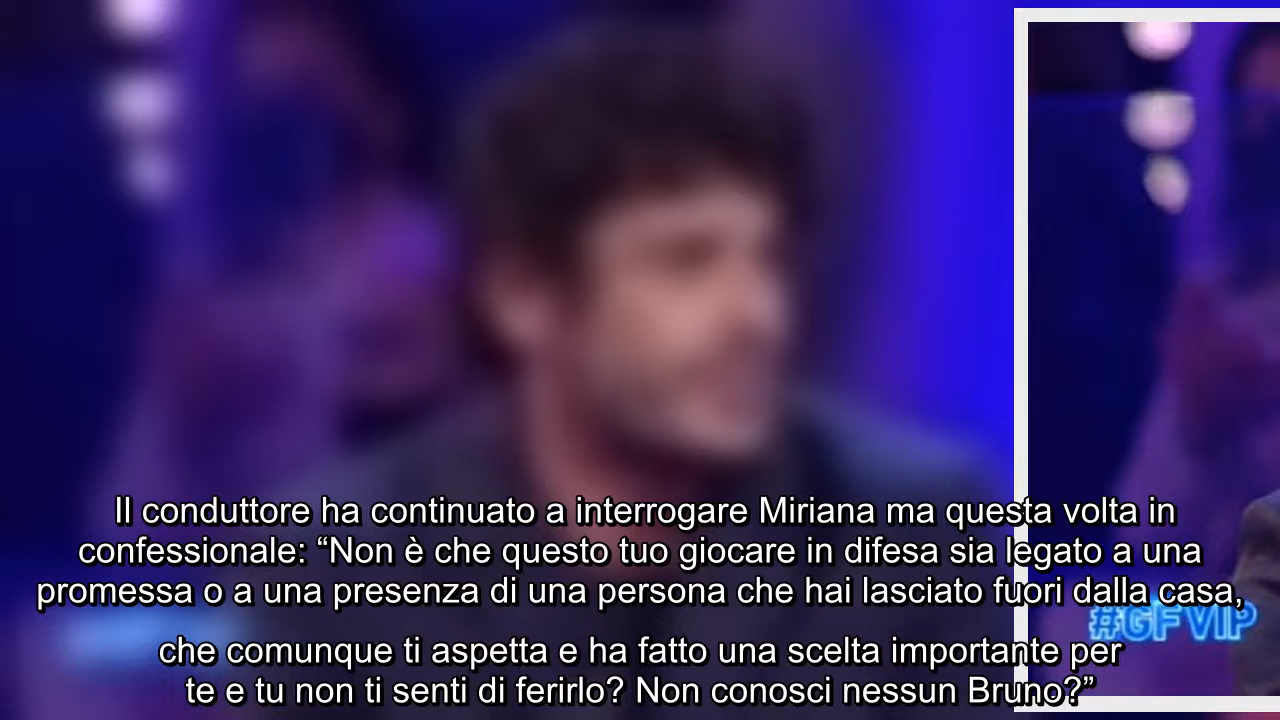 Il conduttore ha continuato a interrogare Miriana ma questa volta in
confessionale: “Non è che questo tuo giocare in difesa sia legato a una
promessa o a una presenza di una persona che hai lasciato fuori dalla casa,
#GFVIP
che comunque ti aspetta e ha fatto una scelta importante per
te e tu non ti senti di ferirlo? Non conosci nessun Bruno?”